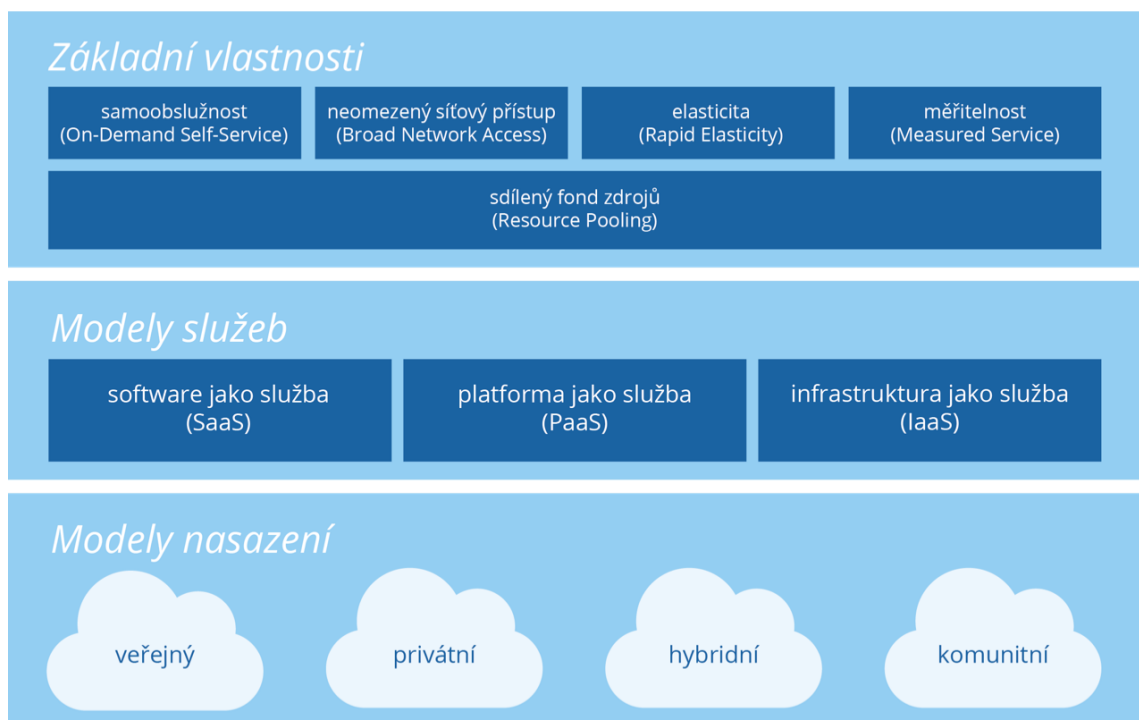 Základní vlastnosti
samoobslužnost
(On-Demand Self-Service)
neomezený síťový přístup
(Broad Network Access)
elasticita
(Rapid Elasticity)
měřitelnost
(Measured Service)
sdílený fond zdrojů
(Resource Pooling)
Modely služeb
software jako služba
(SaaS)
platforma jako služba
(PaaS)
infrastruktura jako služba
(IaaS)
Modely nasazení
veřejný
privátní
hybridní
komunitní